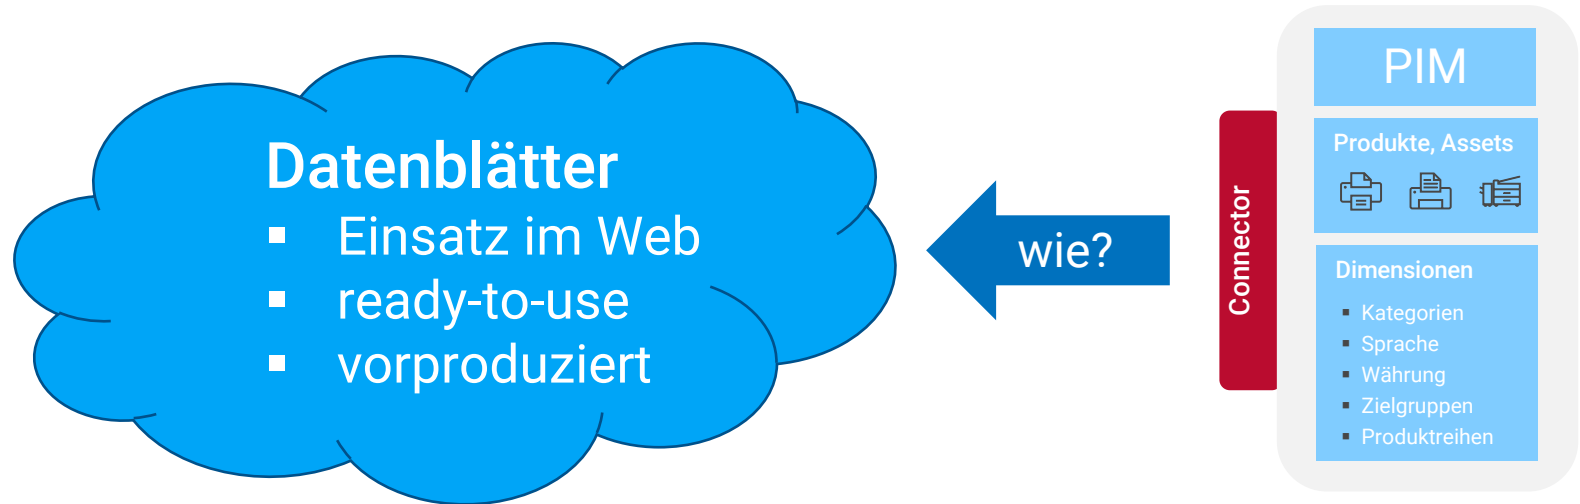 Datenblätter
▪ Einsatz im Web
▪ ready-to-use
▪ vorproduziert
wie?
Connector
PIM
Produkte, Assets
Dimensionen
▪ Kategorien
▪ Sprache
▪ Währung
▪ Zielgruppen
▪ Produktreihen